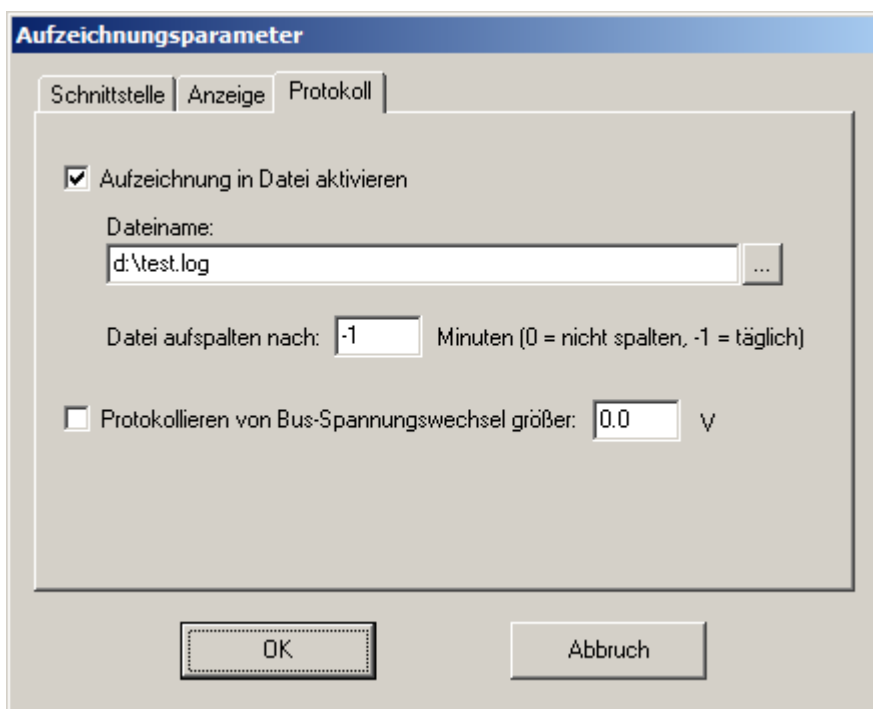 Aufzeichnungsparameter
Schnittstelle Anzeige Protokoll
Aufzeichnung in Datei aktivieren
Dateiname:
d:\test.log ...
Datei aufspalten nach: -1 Minuten (0 = nicht spalten, -1 = täglich)
Protokollieren von Bus-Spannungswechsel größer: 0.0 V
OK Abbruch